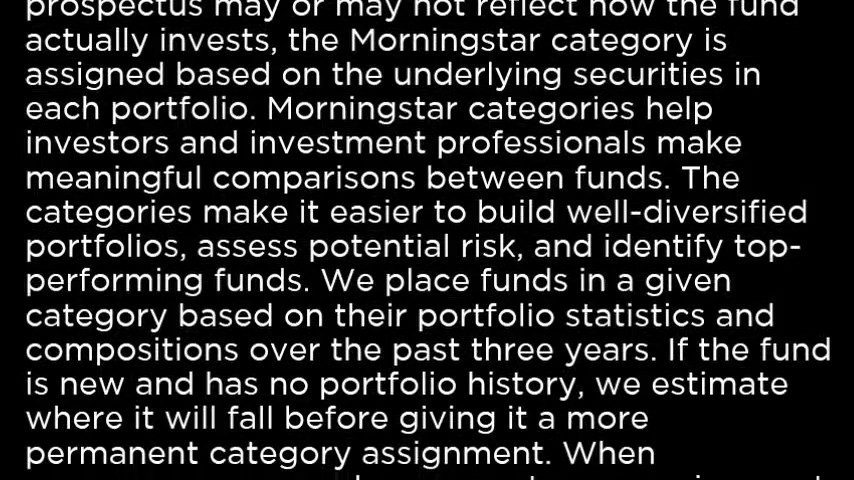 prospectus may or may not reflect how the fund
actually invests, the Morningstar category is
assigned based on the underlying securities in
each portfolio. Morningstar categories help
investors and investment professionals make
meaningful comparisons between funds. The
categories make it easier to build well-diversified
portfolios, assess potential risk, and identify top-
performing funds. We place funds in a given
category based on their portfolio statistics and
compositions over the past three years. If the fund
is new and has no portfolio history, we estimate
where it will fall before giving it a more
permanent category assignment. When